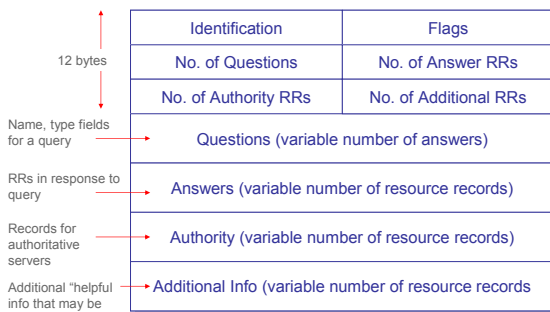 Identification Flags
12 bytes
No. of Questions No. of Answer RRs
No. of Authority RRs No. of Additional RRs
Name, type fields
for a query
Questions (variable number of answers)
RRs in response to
query
Answers (variable number of resource records)
Records for
authoritative
servers
Authority (variable number of resource records)
Additional "helpful
info that may be
Additional Info (variable number of resource records